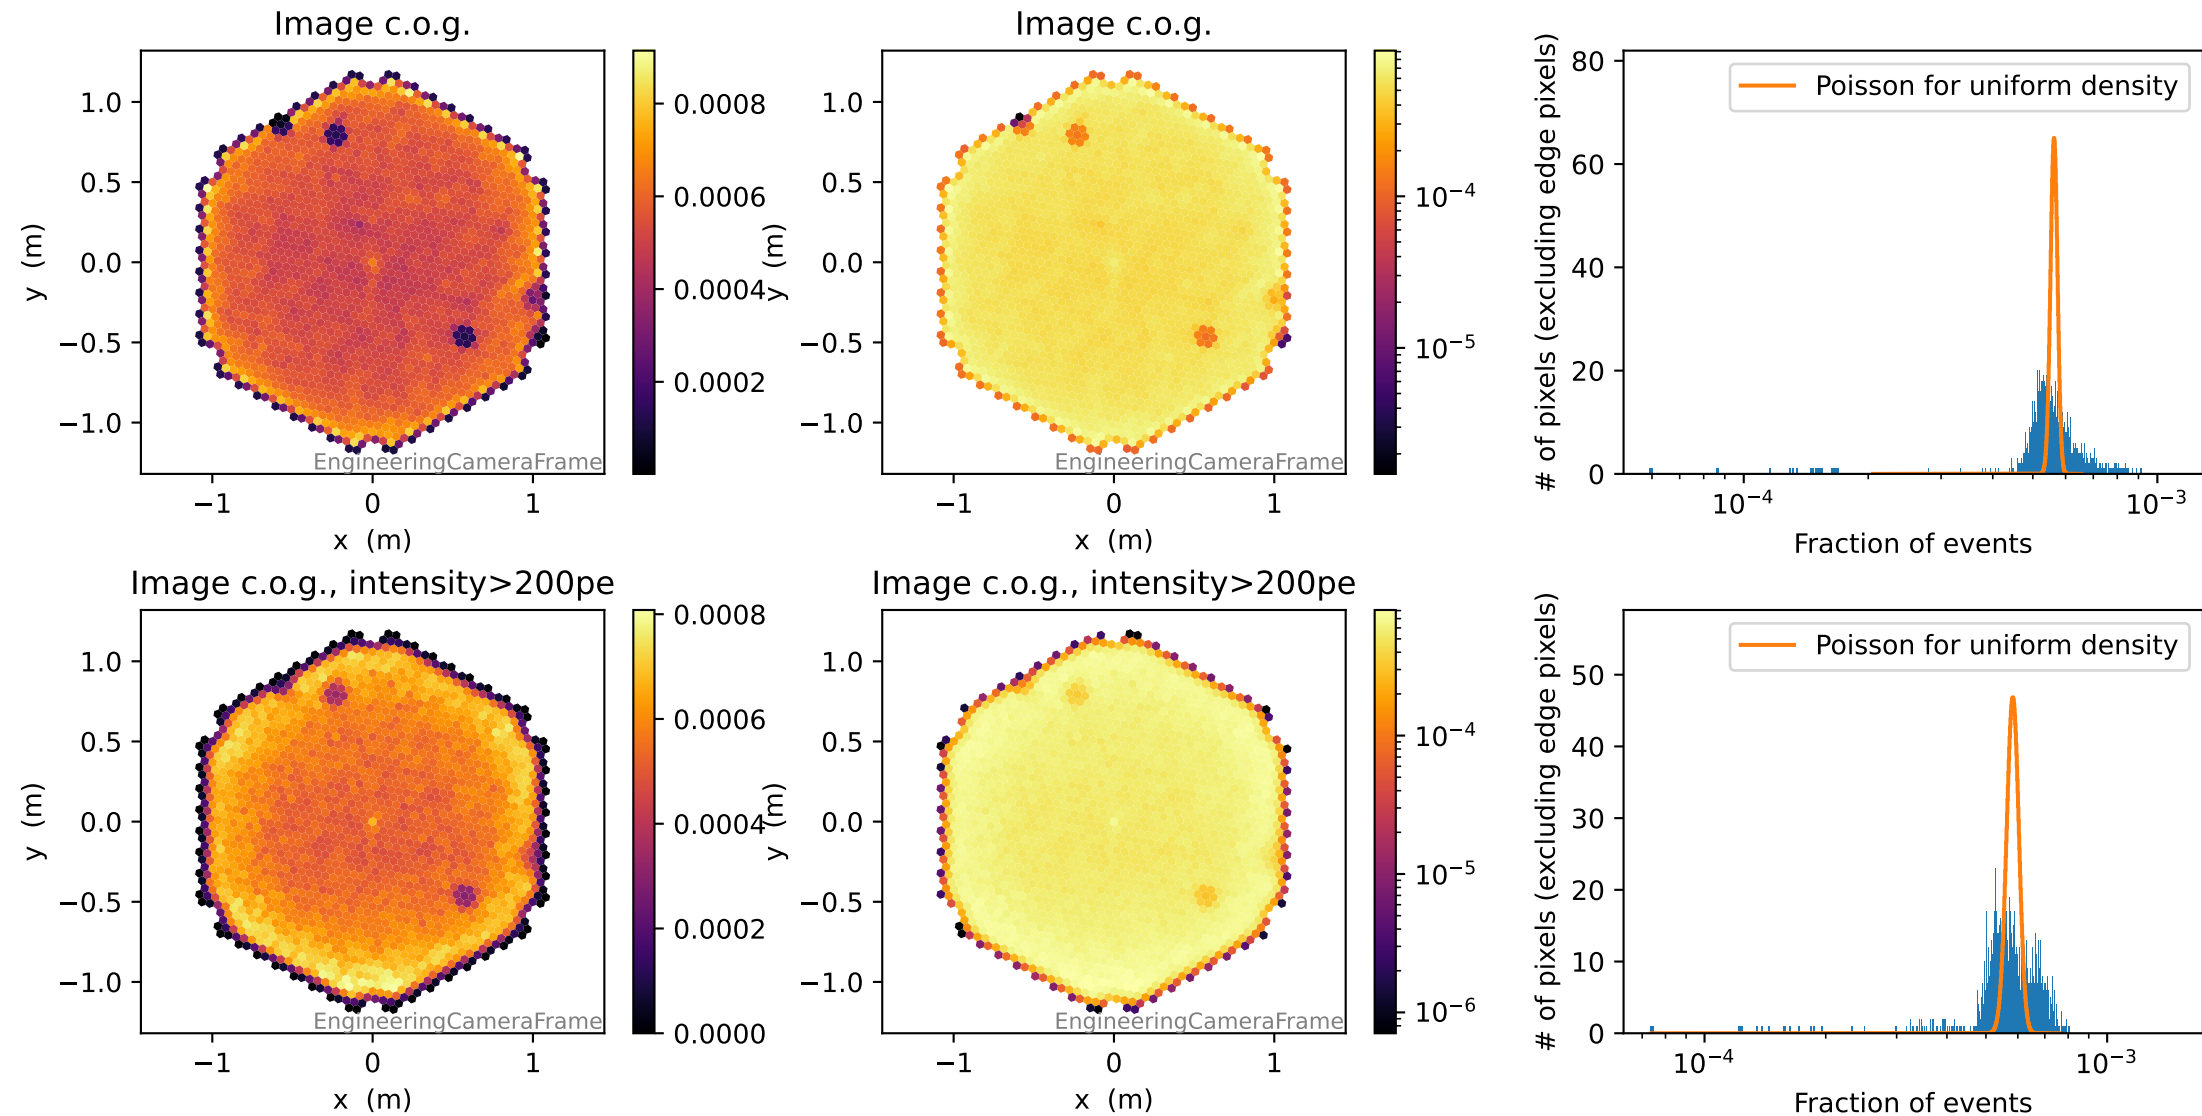 Image c.o.g.
1.0
0.5
0.0
−0.5
−1.0
y (m)
−1
0
1
x (m)
EngineeringCameraFrame
0.0008
0.0006
0.0004
0.0002
Image c.o.g.
1.0
0.5
0.0
−0.5
−1.0
y (m)
−1
0
1
x (m)
EngineeringCameraFrame
10⁻⁴
10⁻⁵
Poisson for uniform density
80
60
40
20
0
# of pixels (excluding edge pixels)
10⁻⁴
10⁻³
Fraction of events
Image c.o.g., intensity>200pe
1.0
0.5
0.0
−0.5
−1.0
y (m)
−1
0
1
x (m)
EngineeringCameraFrame
0.0008
0.0006
0.0004
0.0002
0.0000
Image c.o.g., intensity>200pe
1.0
0.5
0.0
−0.5
−1.0
y (m)
−1
0
1
x (m)
EngineeringCameraFrame
10⁻⁴
10⁻⁵
10⁻⁶
Poisson for uniform density
50
40
30
20
10
0
# of pixels (excluding edge pixels)
10⁻⁴
10⁻³
Fraction of events